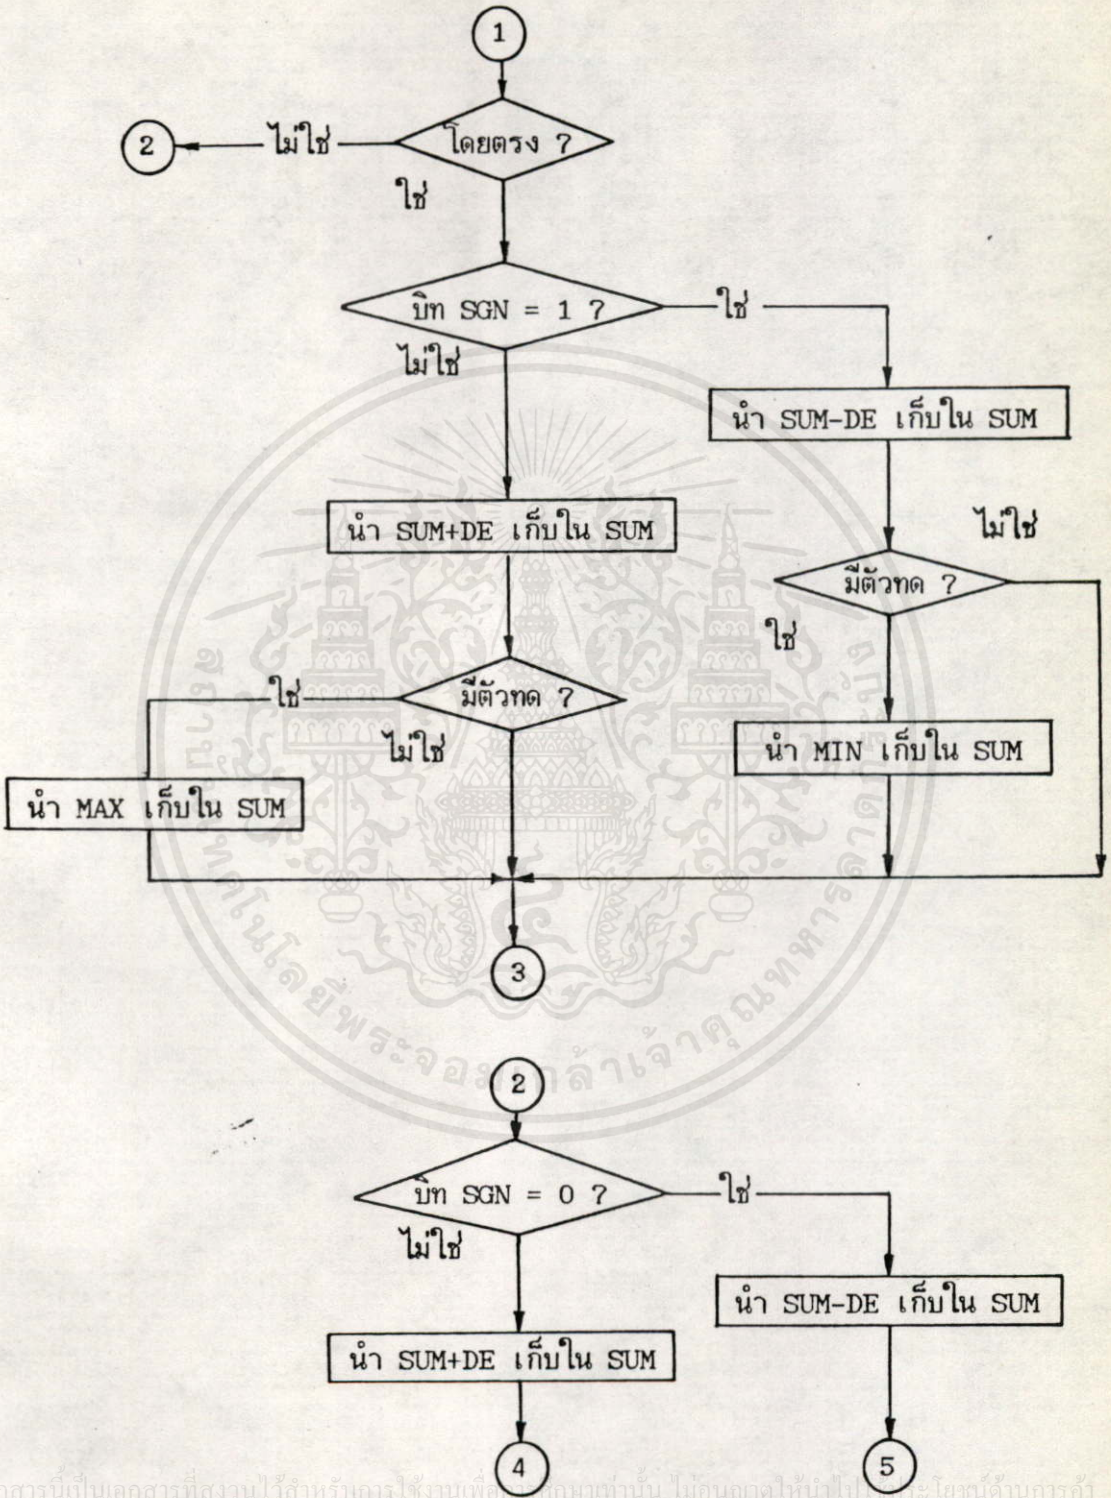 1
โดยตรง ?
ไม่ใช่
2
ใช่
บิท SGN = 1 ?
ใช่
ไม่ใช่
นำ SUM-DE เก็บใน SUM
นำ SUM+DE เก็บใน SUM
ไม่ใช่
มีตัวทด ?
ใช่
มีตัวทด ?
ใช่
ไม่ใช่
นำ MIN เก็บใน SUM
นำ MAX เก็บใน SUM
3
2
บิท SGN = 0 ?
ใช่
ไม่ใช่
นำ SUM-DE เก็บใน SUM
นำ SUM+DE เก็บใน SUM
4
5